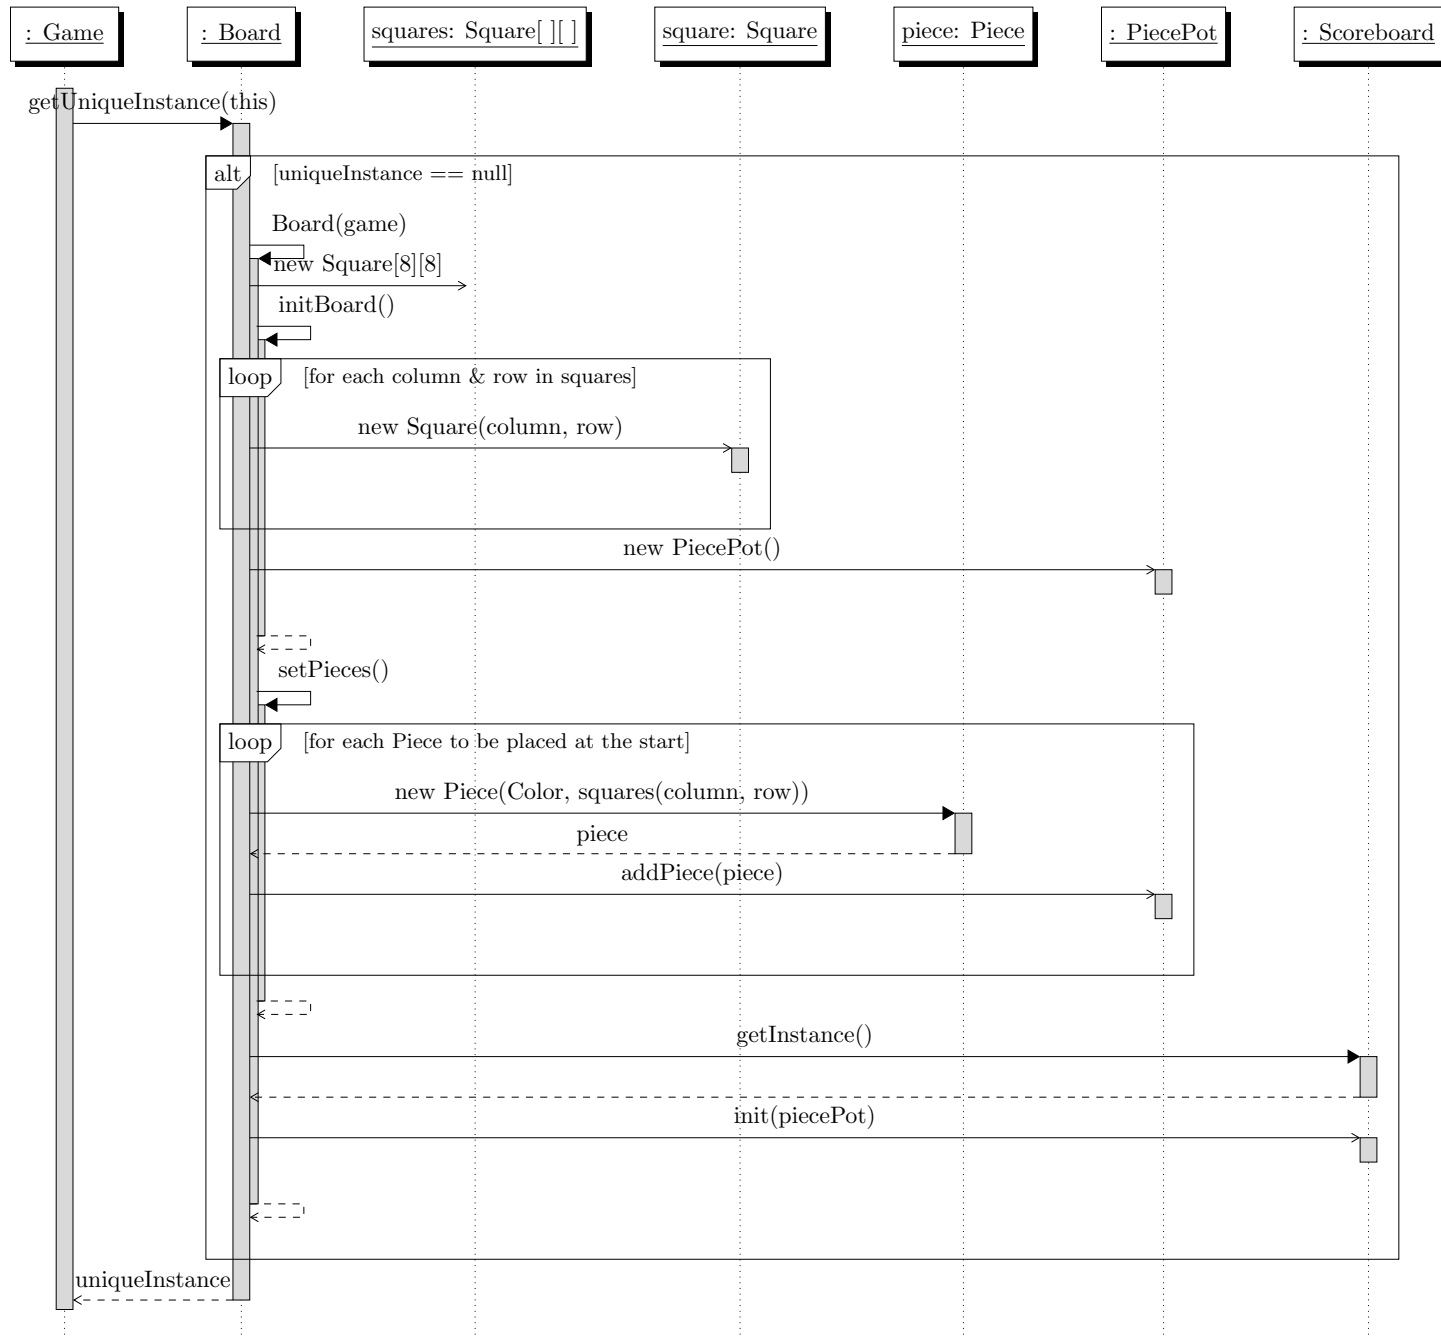 : Game
: Board
squares: Square[ ][ ]
square: Square
piece: Piece
: PiecePot
: Scoreboard
getUniqueInstance(this)
alt [uniqueInstance == null]
Board(game)
new Square[8][8]
initBoard()
loop [for each column & row in squares]
new Square(column, row)
new PiecePot()
setPieces()
loop [for each Piece to be placed at the start]
new Piece(Color, squares(column, row))
piece
addPiece(piece)
getInstance()
init(piecePot)
uniqueInstance